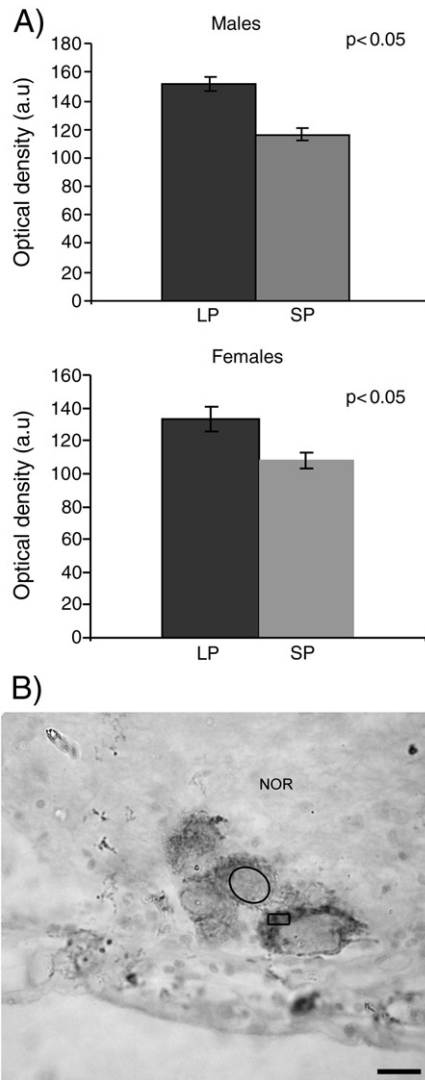 A)
Males
p<0.05
Optical density (a.u)
180
160
140
120
100
80
60
40
20
0
LP SP
Females
p<0.05
Optical density (a.u)
160
140
120
100
80
60
40
20
0
LP SP
B)
NOR